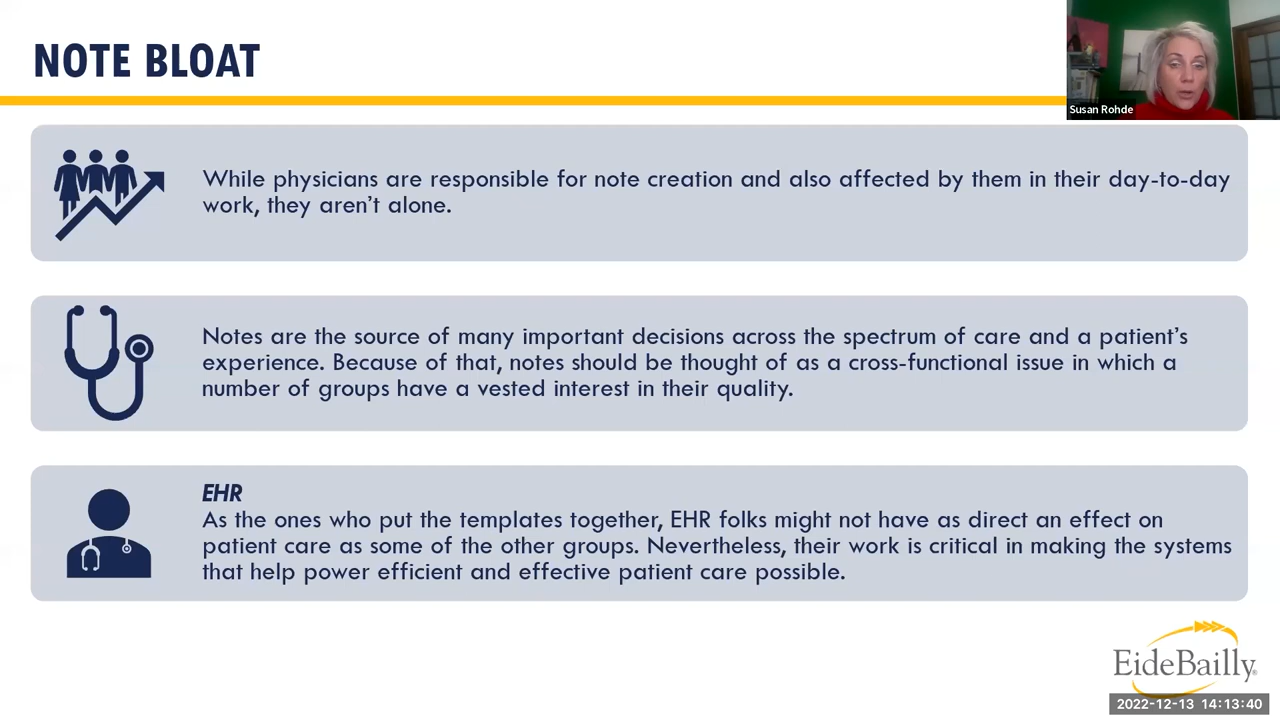 NOTE BLOAT
Susan Rohde
While physicians are responsible for note creation and also affected by them in their day-to-day
work, they aren't alone.
Notes are the source of many important decisions across the spectrum of care and a patient's
experience. Because of that, notes should be thought of as a cross-functional issue in which a
number of groups have a vested interest in their quality.
EHR
As the ones who put the templates together, EHR folks might not have as direct an effect on
patient care as some of the other groups. Nevertheless, their work is critical in making the systems
that help power efficient and effective patient care possible.
EideBailly®
2022-12-13 14:13:40